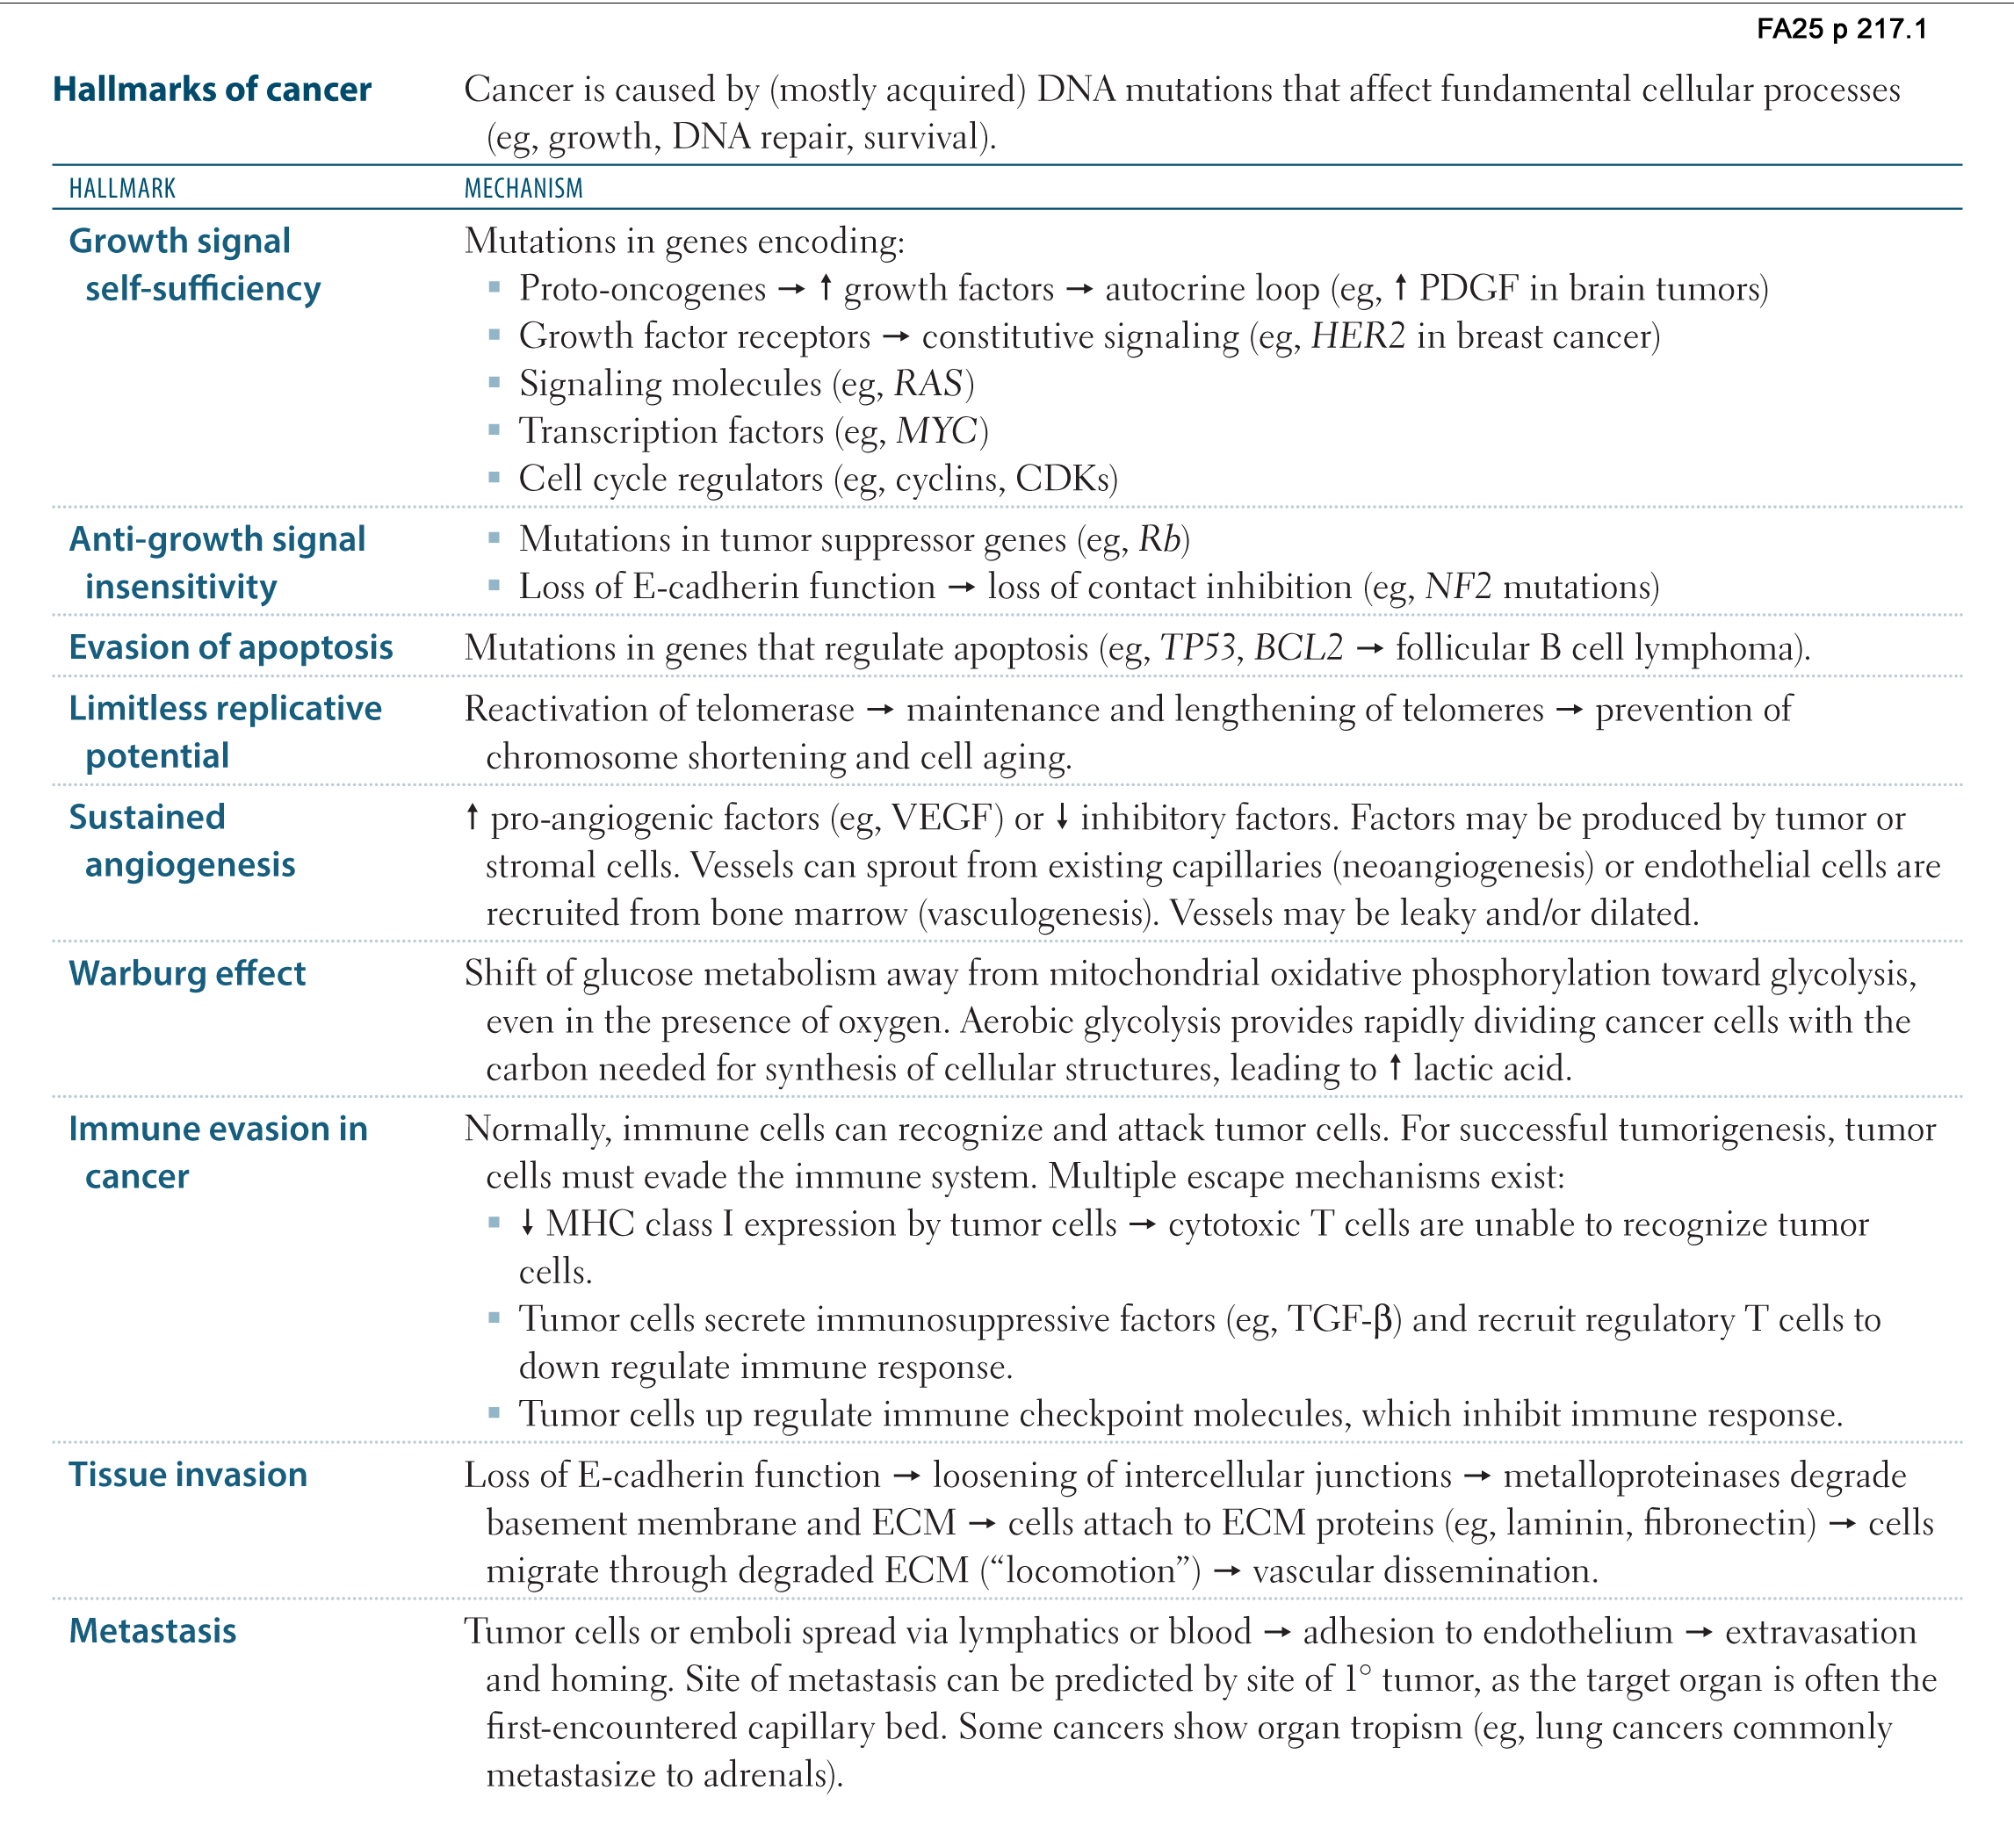 FA25 p 217.1
Hallmarks of cancer
Cancer is caused by (mostly acquired) DNA mutations that affect fundamental cellular processes
(eg, growth, DNA repair, survival).
HALLMARK
MECHANISM
Growth signal
self-sufficiency
Mutations in genes encoding:
▪ Proto-oncogenes → ↑ growth factors → autocrine loop (eg, ↑ PDGF in brain tumors)
▪ Growth factor receptors → constitutive signaling (eg, HER2 in breast cancer)
▪ Signaling molecules (eg, RAS)
▪ Transcription factors (eg, MYC)
▪ Cell cycle regulators (eg, cyclins, CDKs)
Anti-growth signal
insensitivity
▪ Mutations in tumor suppressor genes (eg, Rb)
▪ Loss of E-cadherin function → loss of contact inhibition (eg, NF2 mutations)
Evasion of apoptosis
Mutations in genes that regulate apoptosis (eg, TP53, BCL2 → follicular B cell lymphoma).
Limitless replicative
potential
Reactivation of telomerase → maintenance and lengthening of telomeres → prevention of
chromosome shortening and cell aging.
Sustained
angiogenesis
↑ pro-angiogenic factors (eg, VEGF) or ↓ inhibitory factors. Factors may be produced by tumor or
stromal cells. Vessels can sprout from existing capillaries (neoangiogenesis) or endothelial cells are
recruited from bone marrow (vasculogenesis). Vessels may be leaky and/or dilated.
Warburg effect
Shift of glucose metabolism away from mitochondrial oxidative phosphorylation toward glycolysis,
even in the presence of oxygen. Aerobic glycolysis provides rapidly dividing cancer cells with the
carbon needed for synthesis of cellular structures, leading to ↑ lactic acid.
Immune evasion in
cancer
Normally, immune cells can recognize and attack tumor cells. For successful tumorigenesis, tumor
cells must evade the immune system. Multiple escape mechanisms exist:
▪ ↓ MHC class I expression by tumor cells → cytotoxic T cells are unable to recognize tumor
cells.
▪ Tumor cells secrete immunosuppressive factors (eg, TGF-β) and recruit regulatory T cells to
down regulate immune response.
▪ Tumor cells up regulate immune checkpoint molecules, which inhibit immune response.
Tissue invasion
Loss of E-cadherin function → loosening of intercellular junctions → metalloproteinases degrade
basement membrane and ECM → cells attach to ECM proteins (eg, laminin, fibronectin) → cells
migrate through degraded ECM (“locomotion”) → vascular dissemination.
Metastasis
Tumor cells or emboli spread via lymphatics or blood → adhesion to endothelium → extravasation
and homing. Site of metastasis can be predicted by site of 1° tumor, as the target organ is often the
first-encountered capillary bed. Some cancers show organ tropism (eg, lung cancers commonly
metastasize to adrenals).